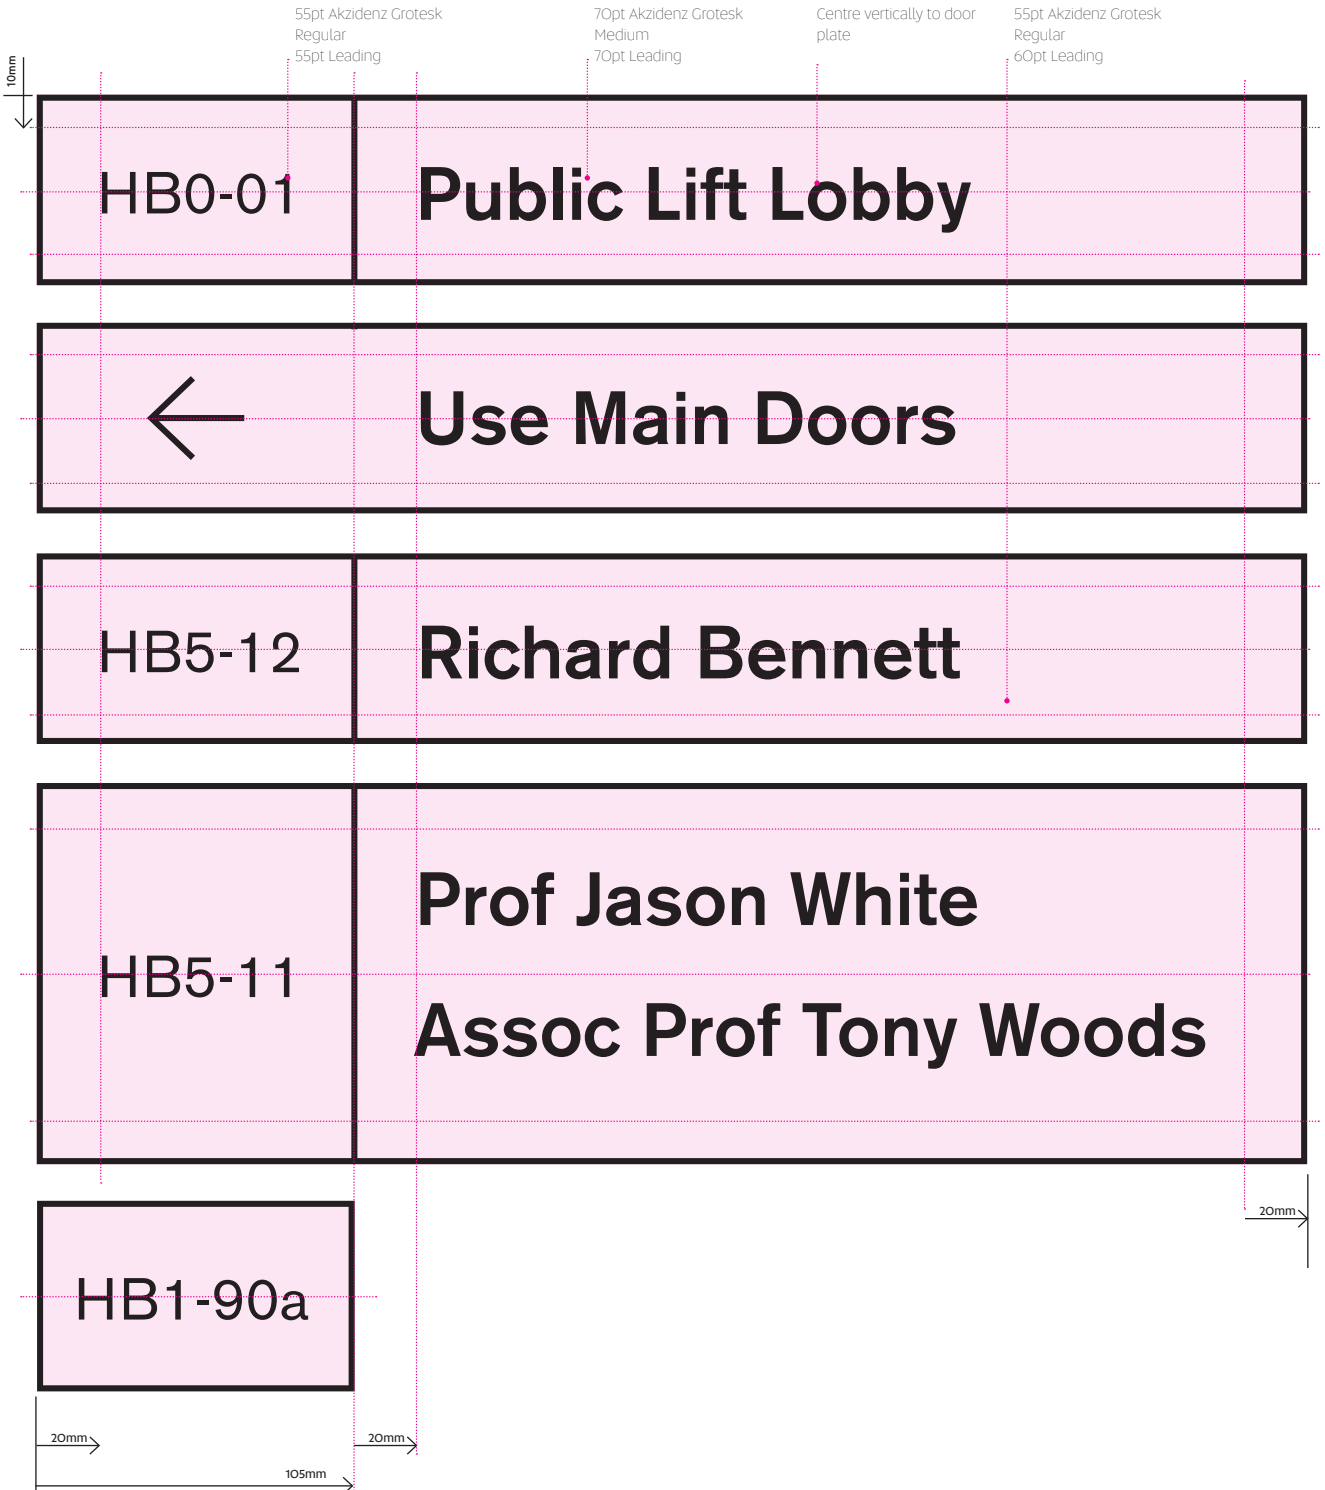 55pt Akzidenz Grotesk
Regular
55pt Leading
70pt Akzidenz Grotesk
Medium
70pt Leading
Centre vertically to door
plate
55pt Akzidenz Grotesk
Regular
60pt Leading
10mm
HB0-01
Public Lift Lobby
Use Main Doors
HB5-12
Richard Bennett
Prof Jason White
HB5-11
Assoc Prof Tony Woods
20mm
HB1-90a
20mm
20mm
105mm